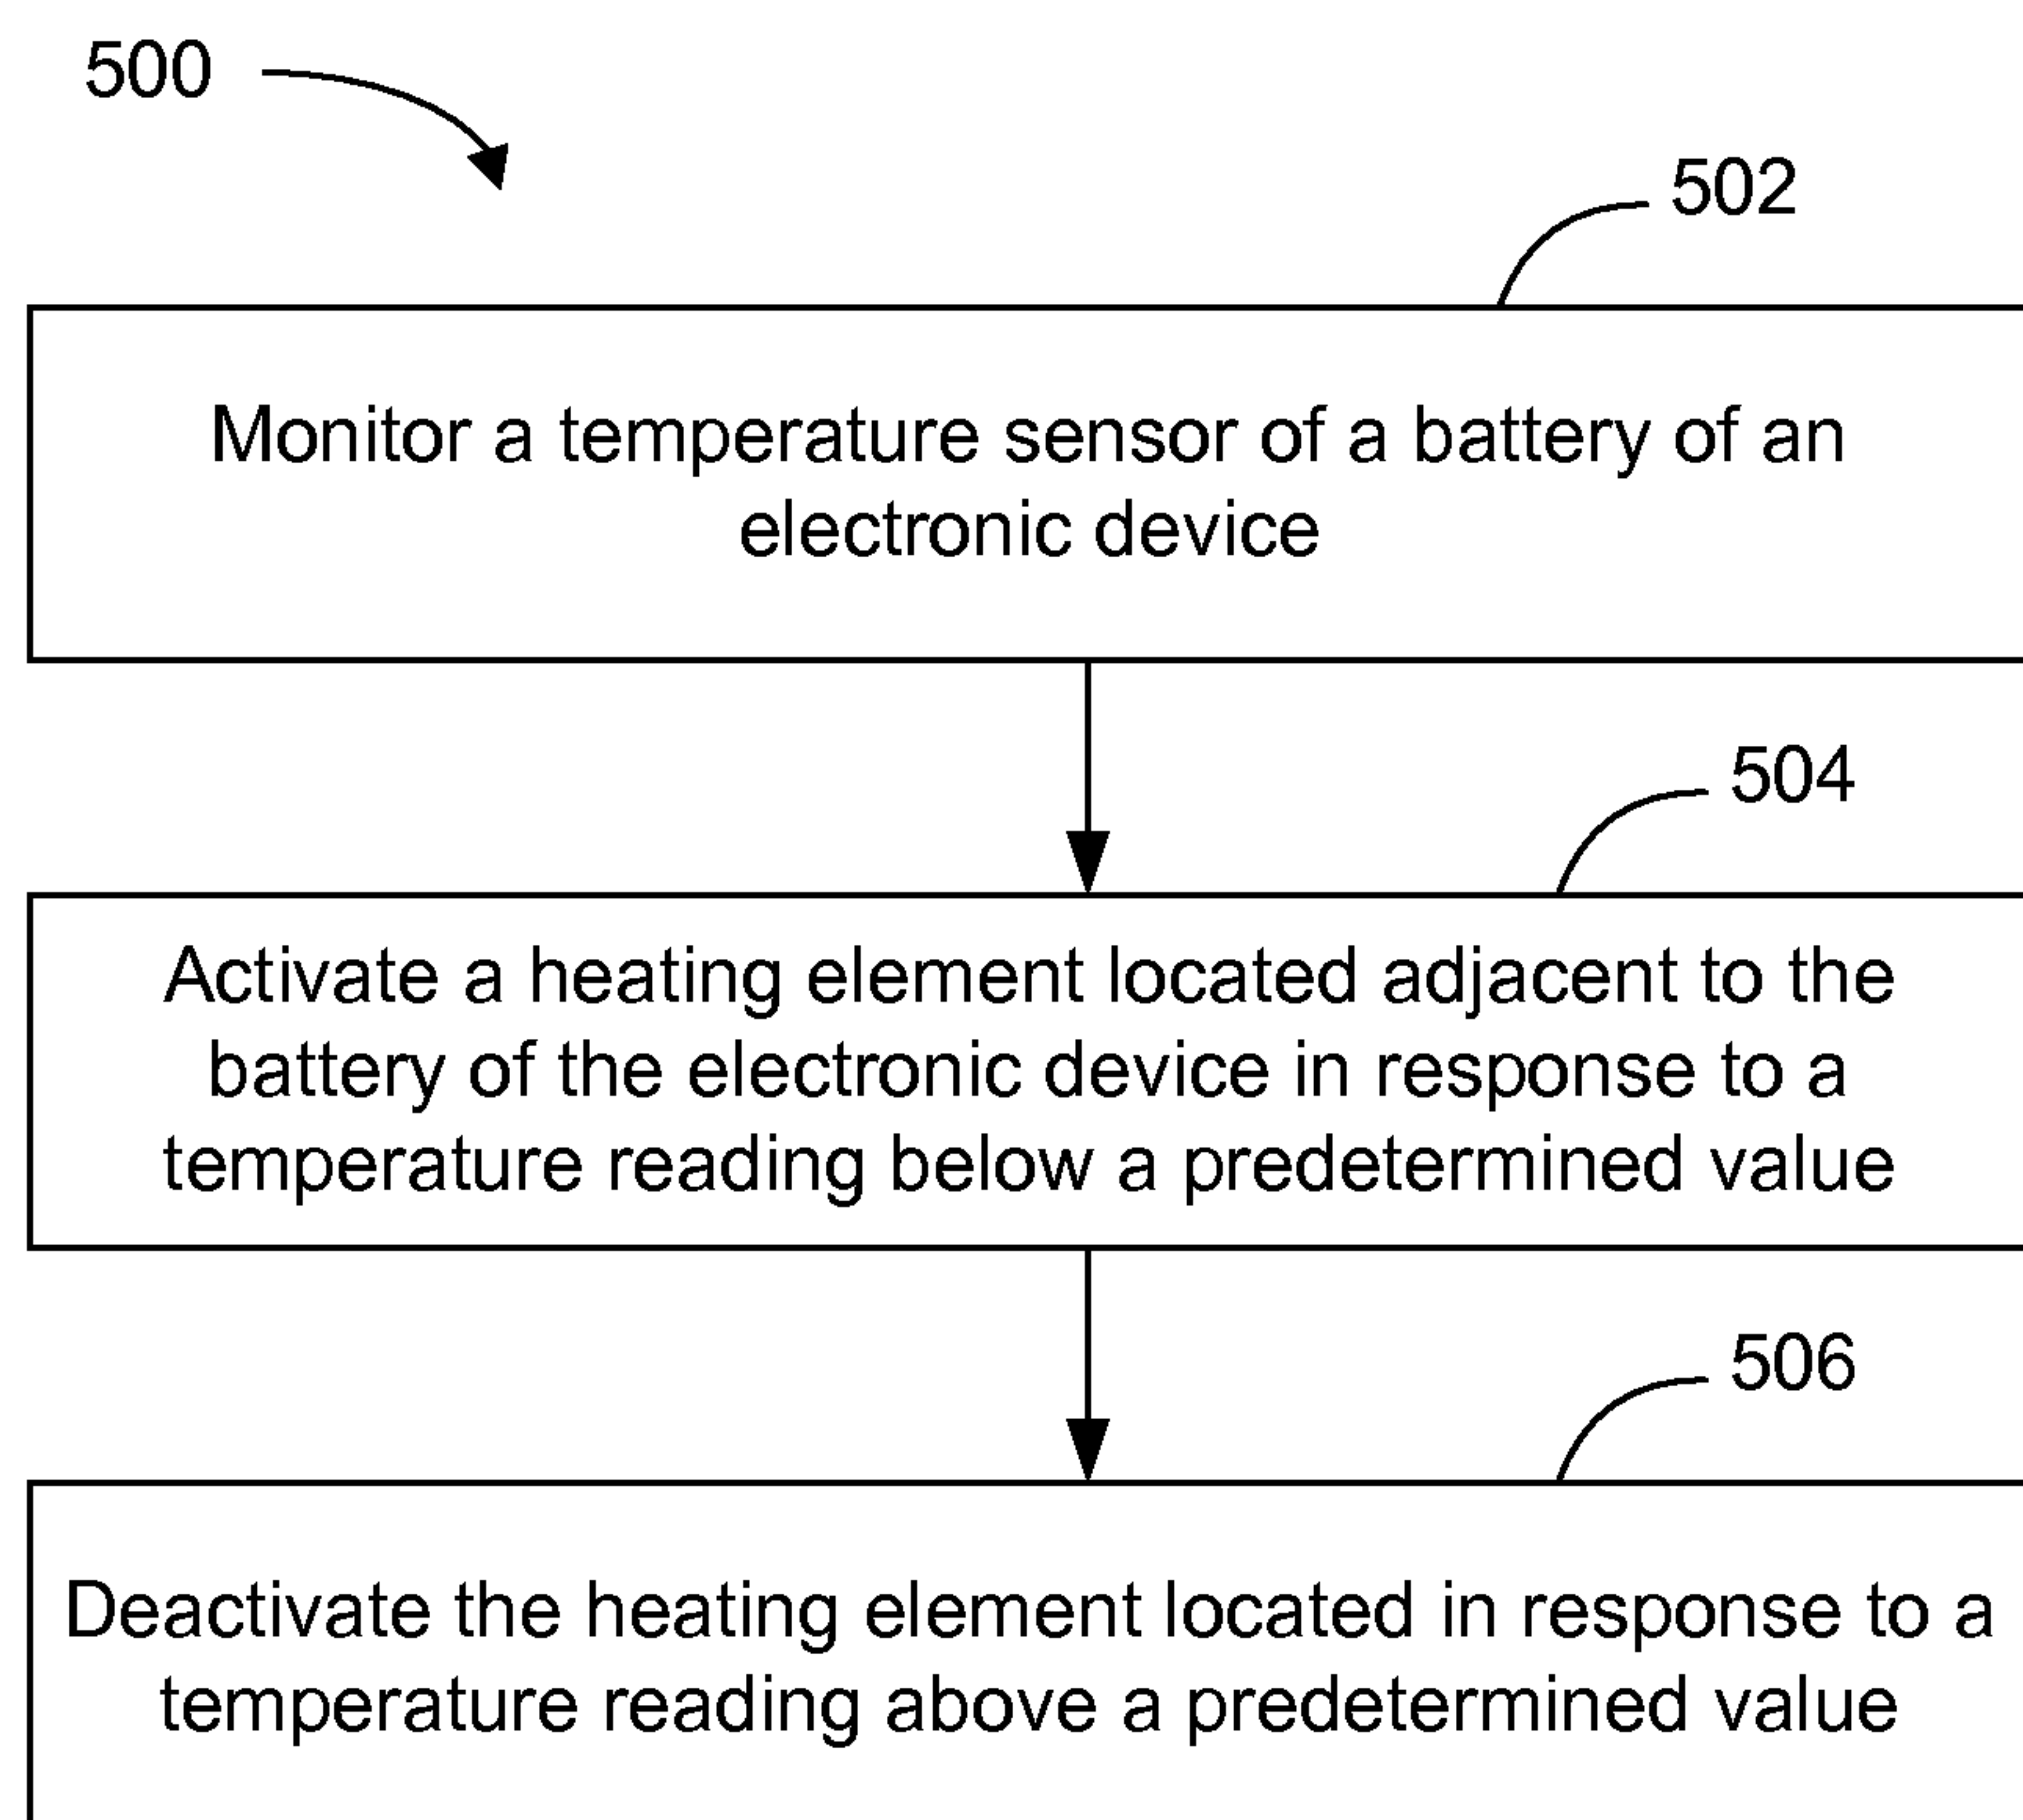 500
502
Monitor a temperature sensor of a battery of an
electronic device
504
Activate a heating element located adjacent to the
battery of the electronic device in response to a
temperature reading below a predetermined value
506
Deactivate the heating element located in response to a
temperature reading above a predetermined value